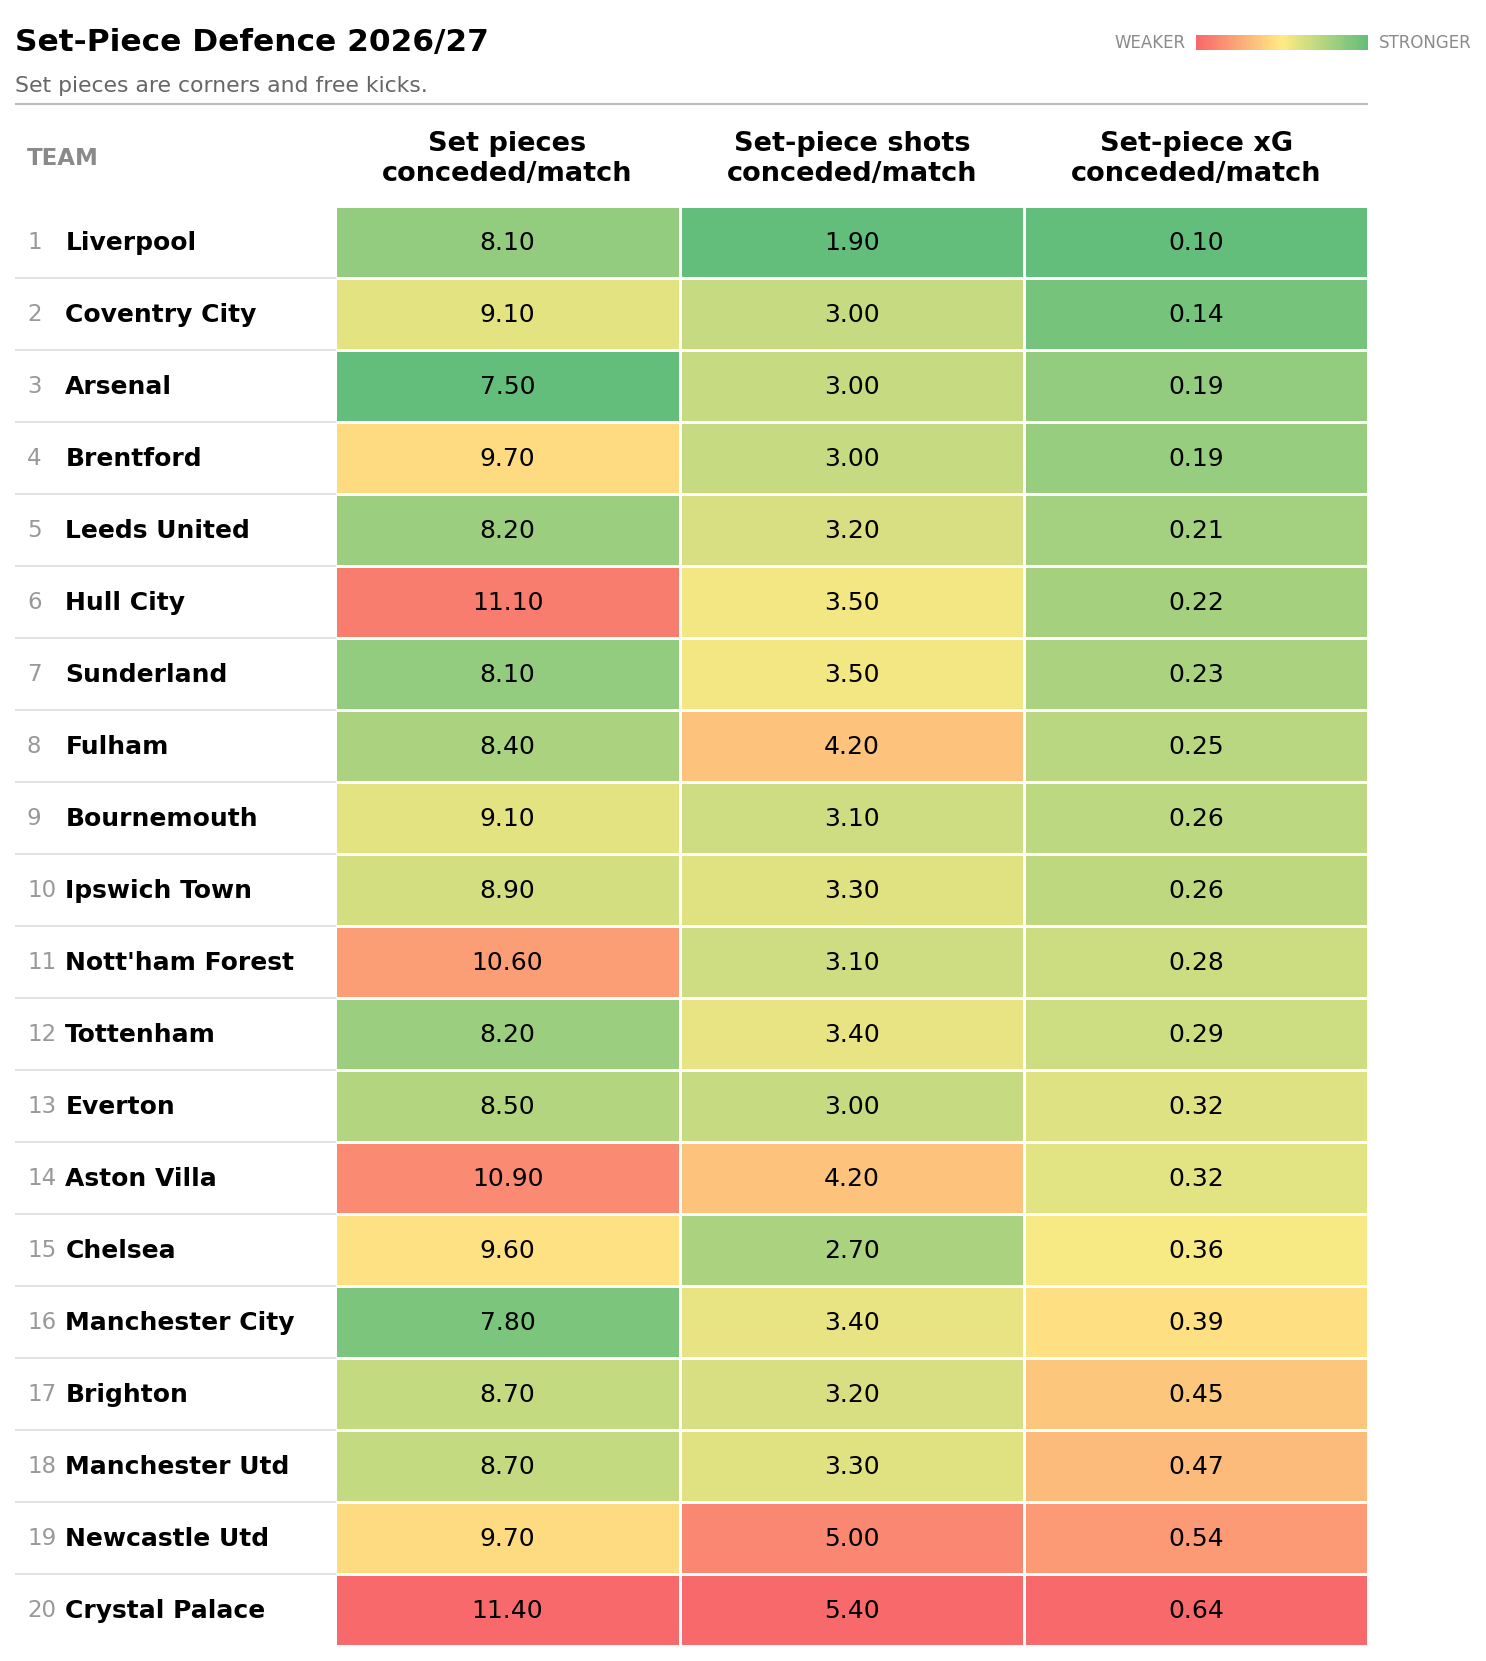 Set-Piece Defence 2026/27
WEAKER STRONGER
Set pieces are corners and free kicks.
TEAM Set pieces conceded/match Set-piece shots conceded/match Set-piece xG conceded/match
1 Liverpool 8.10 1.90 0.10
2 Coventry City 9.10 3.00 0.14
3 Arsenal 7.50 3.00 0.19
4 Brentford 9.70 3.00 0.19
5 Leeds United 8.20 3.20 0.21
6 Hull City 11.10 3.50 0.22
7 Sunderland 8.10 3.50 0.23
8 Fulham 8.40 4.20 0.25
9 Bournemouth 9.10 3.10 0.26
10 Ipswich Town 8.90 3.30 0.26
11 Nott'ham Forest 10.60 3.10 0.28
12 Tottenham 8.20 3.40 0.29
13 Everton 8.50 3.00 0.32
14 Aston Villa 10.90 4.20 0.32
15 Chelsea 9.60 2.70 0.36
16 Manchester City 7.80 3.40 0.39
17 Brighton 8.70 3.20 0.45
18 Manchester Utd 8.70 3.30 0.47
19 Newcastle Utd 9.70 5.00 0.54
20 Crystal Palace 11.40 5.40 0.64